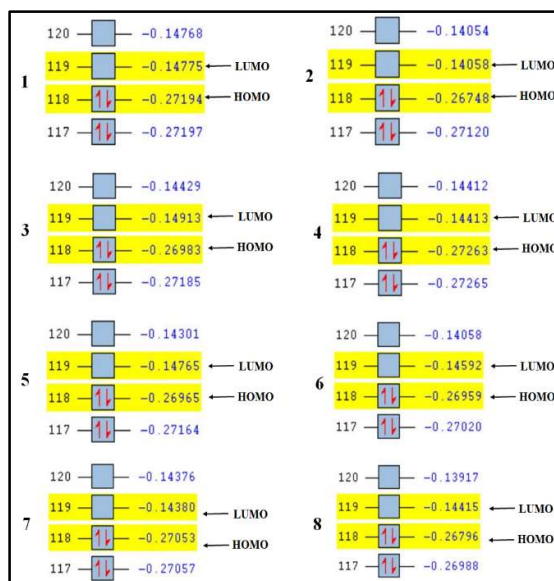 120 -0.14768
119 -0.14775 LUMO
1
118 -0.27194 HOMO
117 -0.27197
120 -0.14054
119 -0.14058 LUMO
2
118 -0.26748 HOMO
117 -0.27120
120 -0.14429
119 -0.14913 LUMO
3
118 -0.26983 HOMO
117 -0.27185
120 -0.14412
119 -0.14413 LUMO
4
118 -0.27263 HOMO
117 -0.27265
120 -0.14301
119 -0.14765 LUMO
5
118 -0.26965 HOMO
117 -0.27164
120 -0.14058
119 -0.14592 LUMO
6
118 -0.26959 HOMO
117 -0.27020
120 -0.14376
119 -0.14380 LUMO
7
118 -0.27053 HOMO
117 -0.27057
120 -0.13917
119 -0.14415 LUMO
8
118 -0.26796 HOMO
117 -0.26988